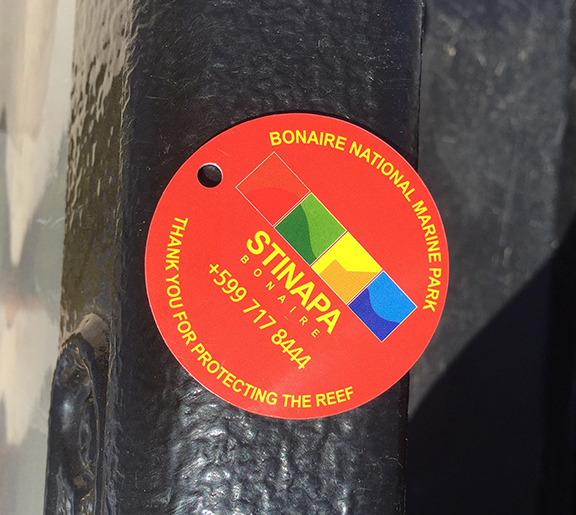 BONAIRE NATIONAL MARINE PARK
STINAPA
BONAIRE
+599 717 8444
THANK YOU FOR PROTECTING THE REEF